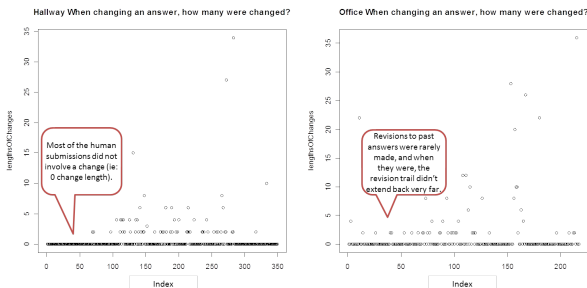 Hallway When changing an answer, how many were changed?
35
30
25
20
15
10
5
0
lengthsOfChanges
Most of the human
submissions did not
involve a change (ie:
0 change length).
0 50 100 150 200 250 300 350
Index
Office When changing an answer, how many were changed?
35
30
25
20
15
10
5
0
lengthsOfChanges
Revisions to past
answers were rarely
made, and when
they were, the
revision trail didn't
extend back very far.
0 50 100 150 200
Index